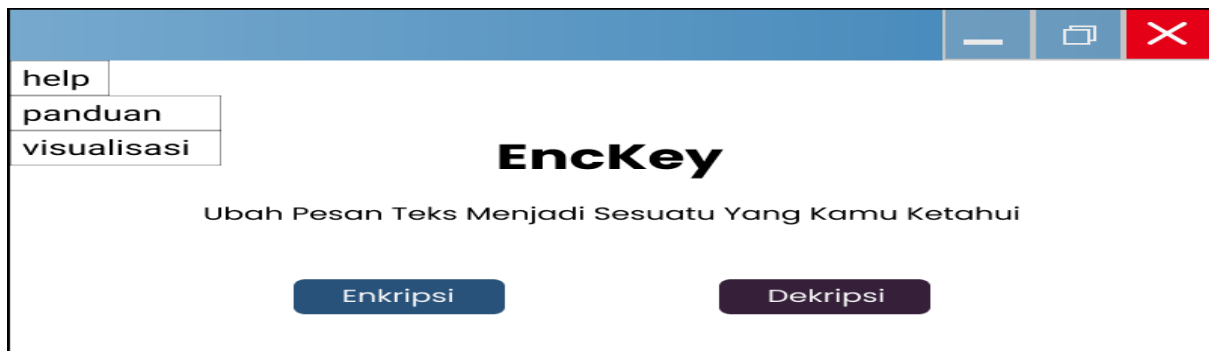 help
panduan
visualisasi
EncKey
Ubah Pesan Teks Menjadi Sesuatu Yang Kamu Ketahui
Enkripsi
Dekripsi